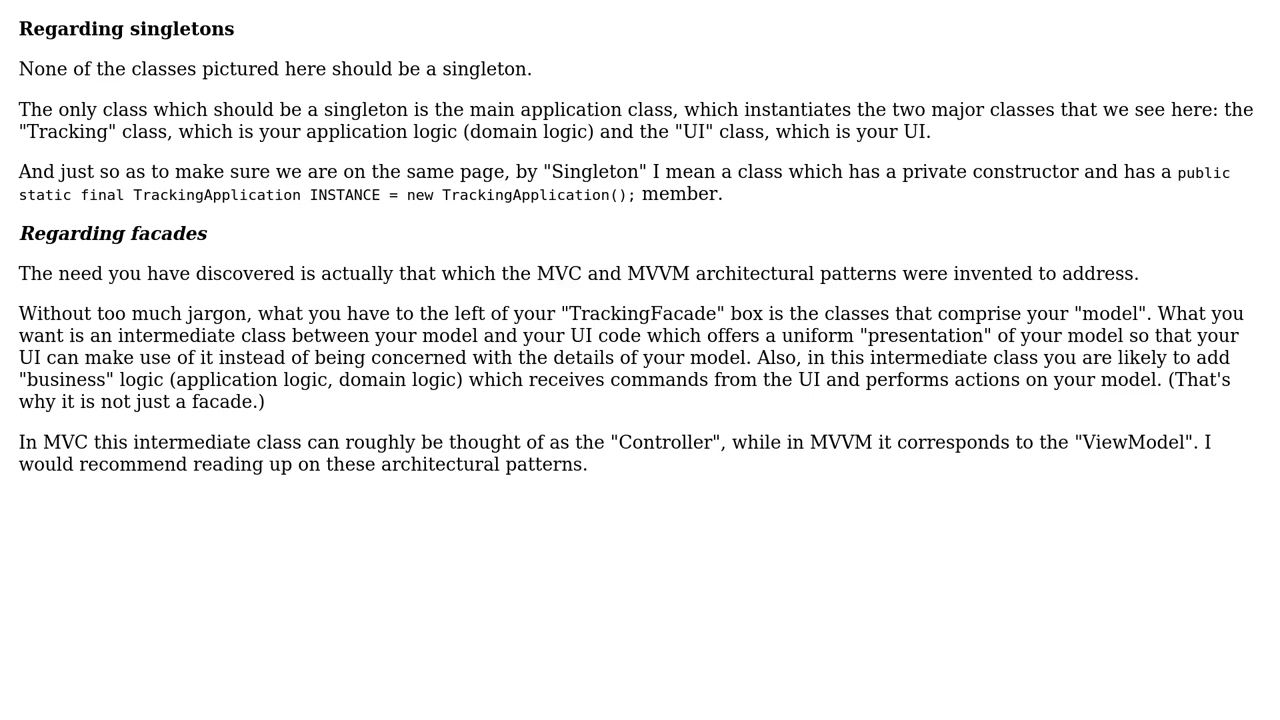 Regarding singletons
None of the classes pictured here should be a singleton.
The only class which should be a singleton is the main application class, which instantiates the two major classes that we see here: the
"Tracking" class, which is your application logic (domain logic) and the "UI" class, which is your UI.
And just so as to make sure we are on the same page, by "Singleton" I mean a class which has a private constructor and has a public
static final TrackingApplication INSTANCE = new TrackingApplication(); member.
Regarding facades
The need you have discovered is actually that which the MVC and MVVM architectural patterns were invented to address.
Without too much jargon, what you have to the left of your "TrackingFacade" box is the classes that comprise your "model". What you
want is an intermediate class between your model and your UI code which offers a uniform "presentation" of your model so that your
UI can make use of it instead of being concerned with the details of your model. Also, in this intermediate class you are likely to add
"business" logic (application logic, domain logic) which receives commands from the UI and performs actions on your model. (That's
why it is not just a facade.)
In MVC this intermediate class can roughly be thought of as the "Controller", while in MVVM it corresponds to the "ViewModel". I
would recommend reading up on these architectural patterns.